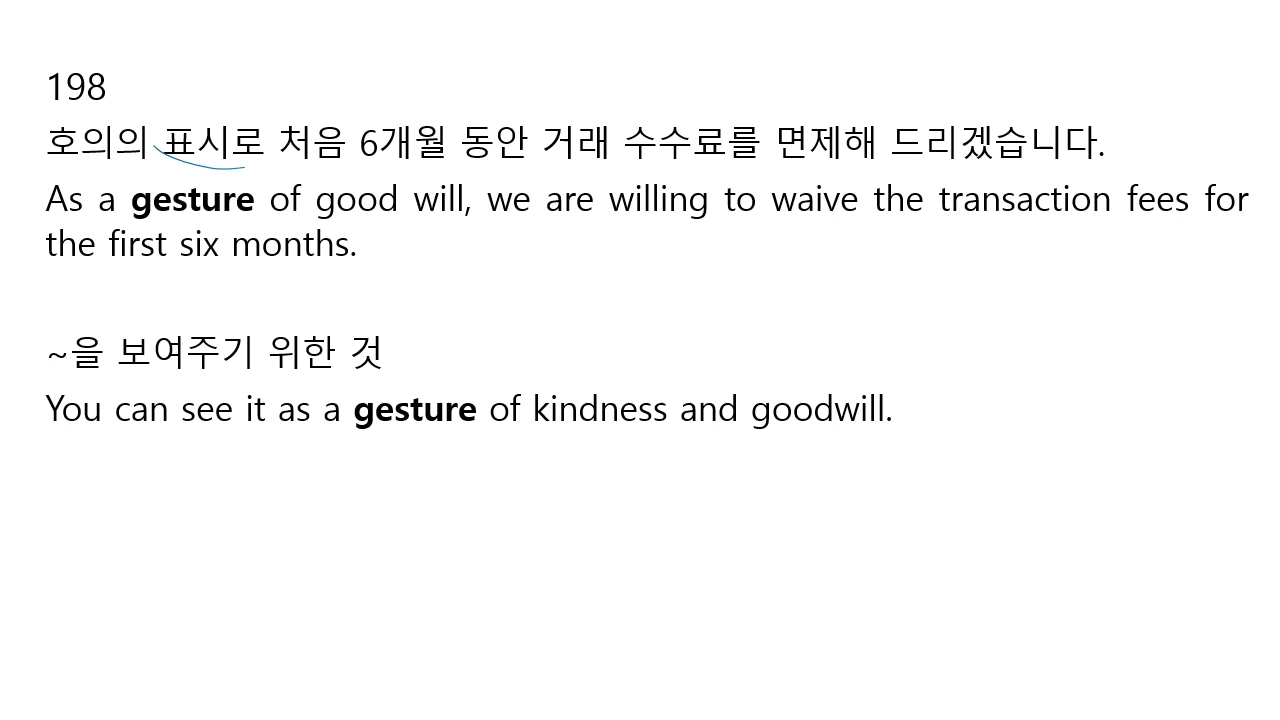 198
호의의 표시로 처음 6개월 동안 거래 수수료를 면제해 드리겠습니다.
As a gesture of good will, we are willing to waive the transaction fees for
the first six months.
~을 보여주기 위한 것
You can see it as a gesture of kindness and goodwill.